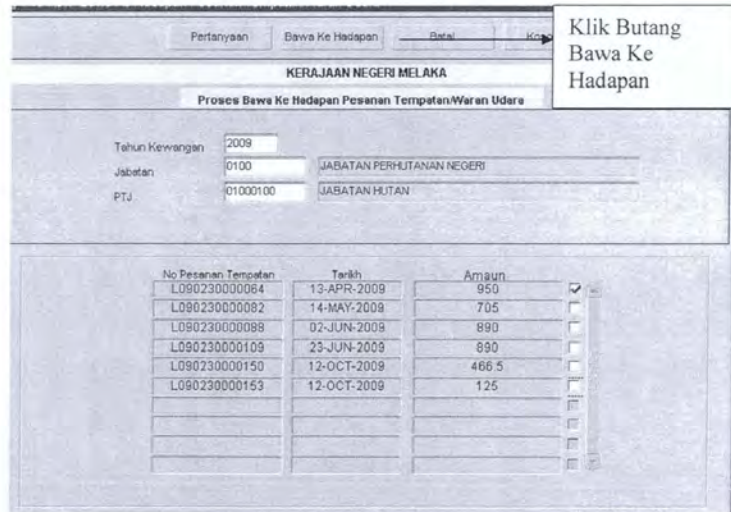 Pertanyaan Bawa Ke Hadapan Batal
Klik Butang
Bawa Ke
Hadapan
KERAJAAN NEGERI MELAKA
Proses Bawa Ke Hadapan Pesanan Tempatan/Waran Udara
Tahun Kewangan 2009
Jabatan 0100 JABATAN PERHUTANAN NEGERI
PTJ 01000100 JABATAN HUTAN
No Pesanan Tempatan Tarikh Amaun
L090230000064 13-APR-2009 950
L090230000082 14-MAY-2009 705
L090230000088 02-JUN-2009 890
L090230000109 23-JUN-2009 890
L090230000150 12-OCT-2009 466.5
L090230000153 12-OCT-2009 125